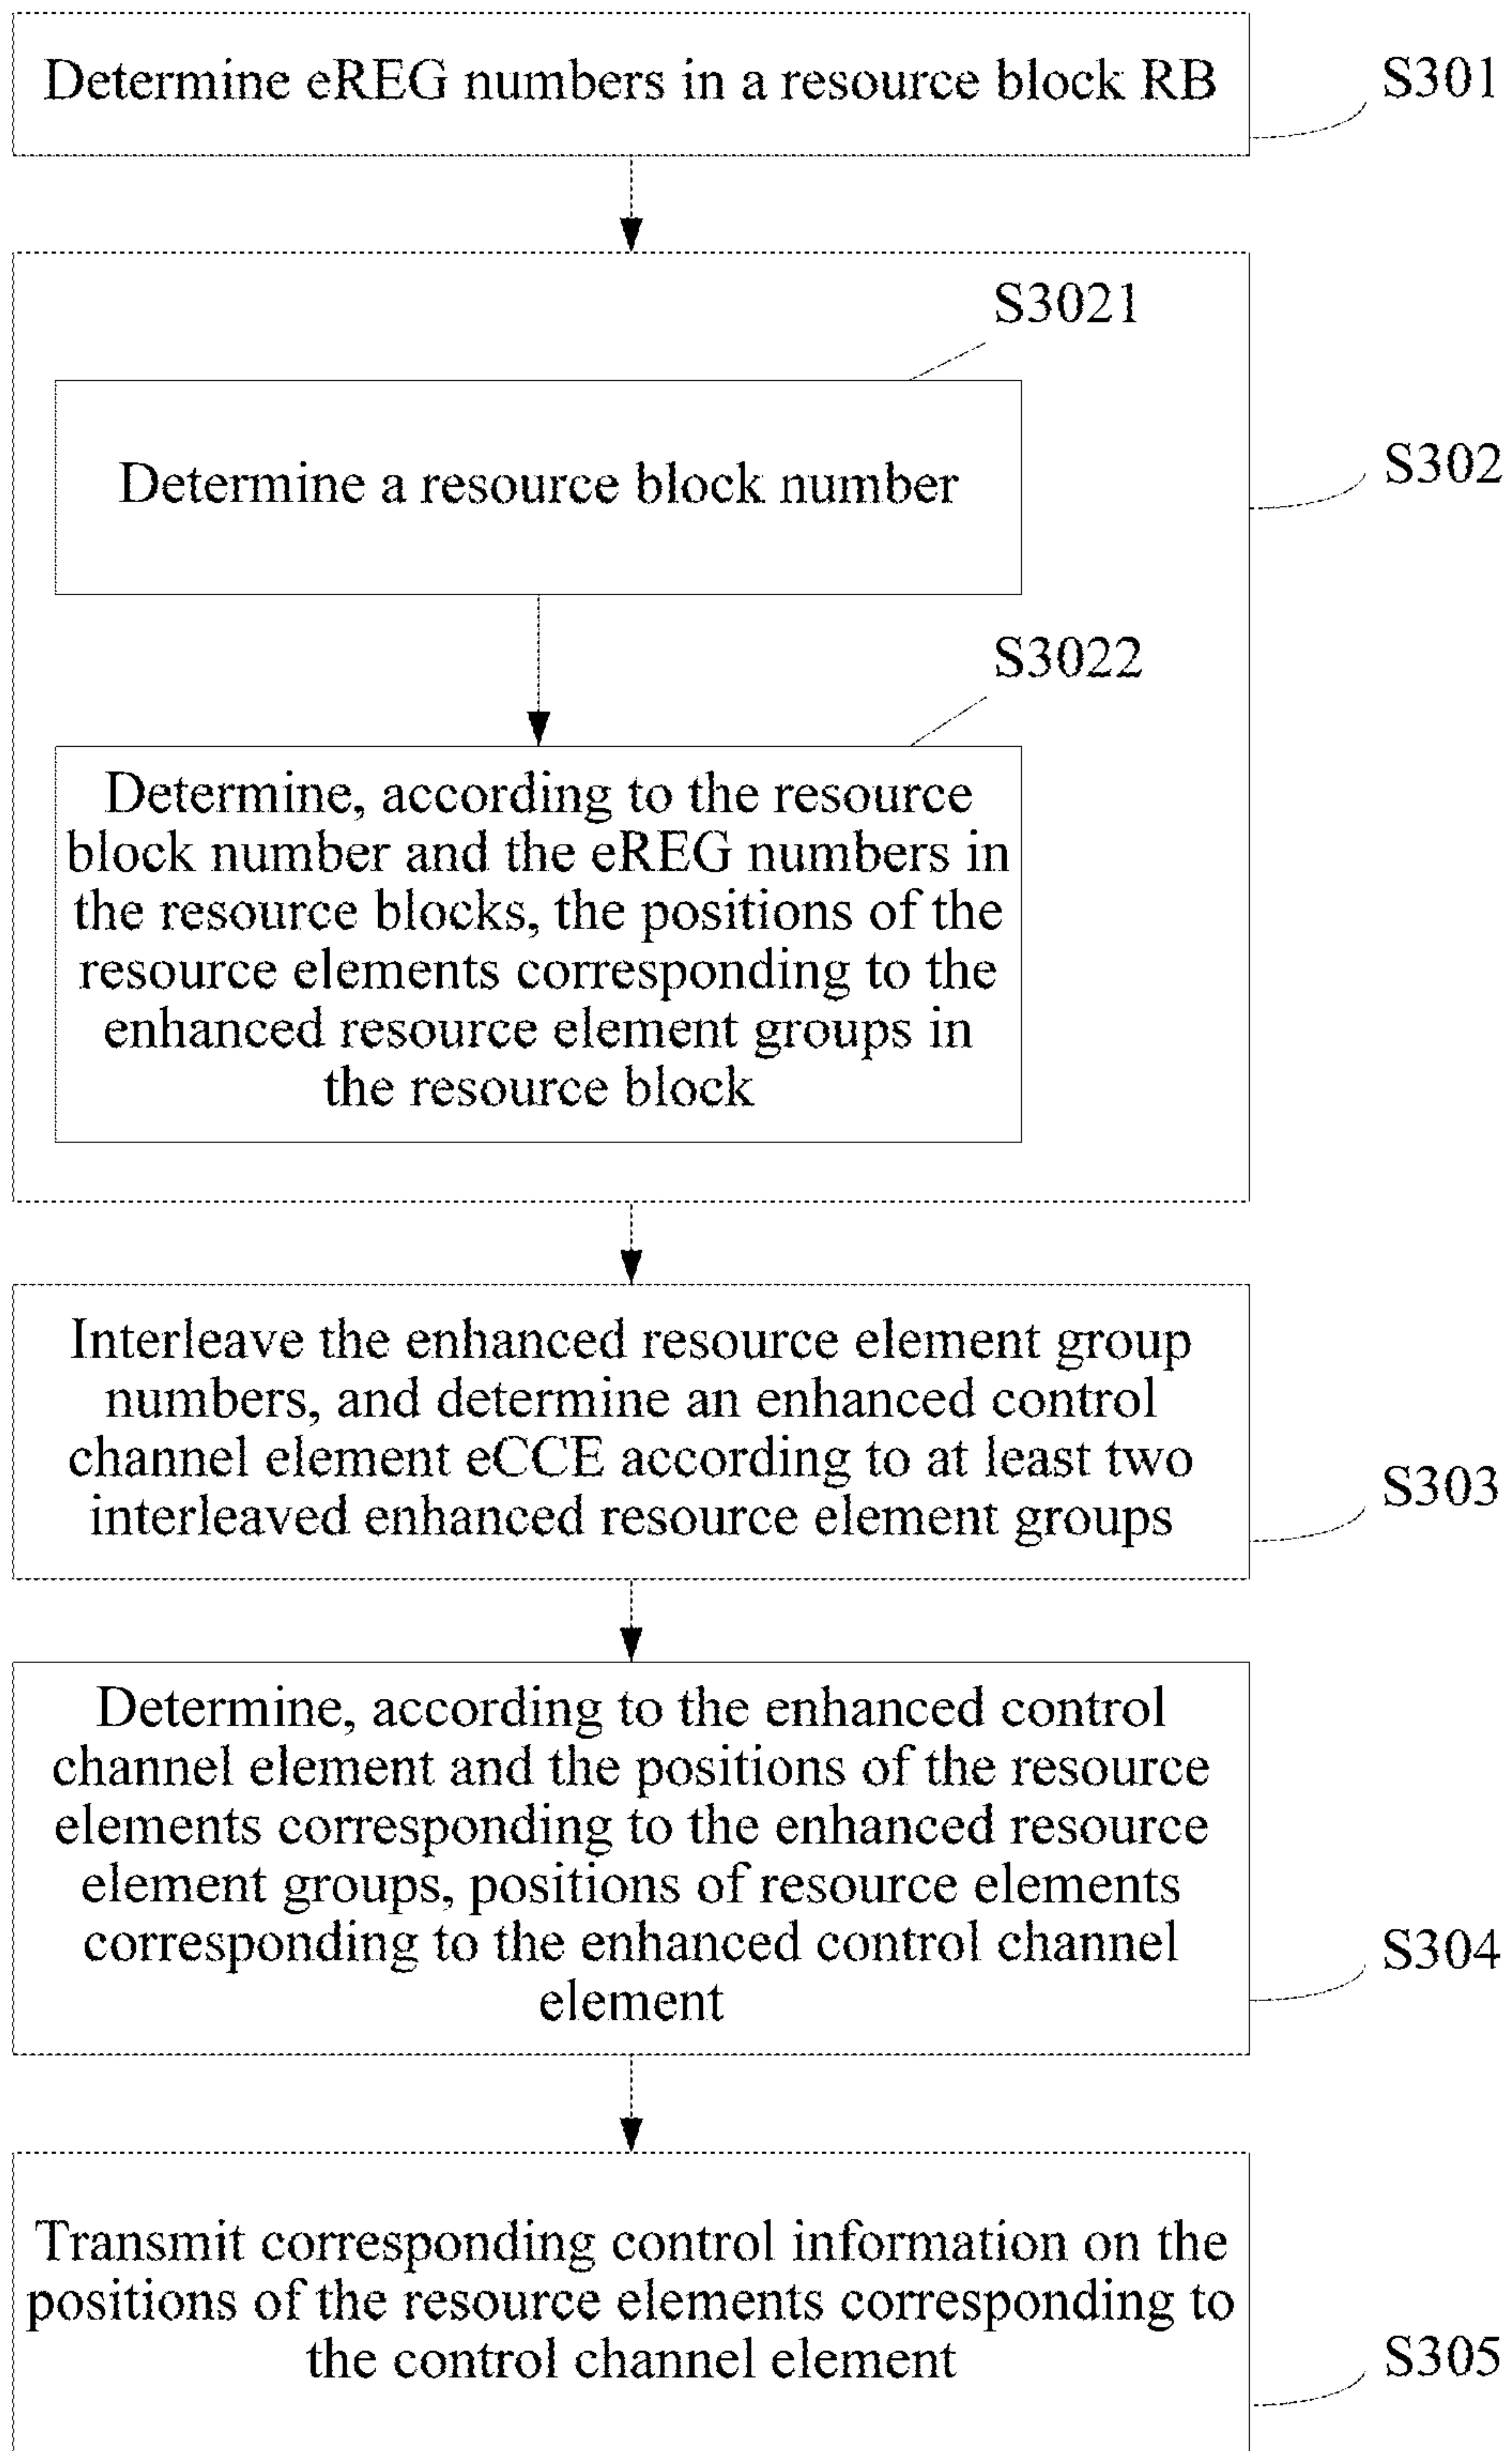 Determine eREG numbers in a resource block RB
S301
S3021
Determine a resource block number
S302
S3022
Determine, according to the resource
block number and the eREG numbers in
the resource blocks, the positions of the
resource elements corresponding to the
enhanced resource element groups in
the resource block
Interleave the enhanced resource element group
numbers, and determine an enhanced control
channel element eCCE according to at least two
interleaved enhanced resource element groups
S303
Determine, according to the enhanced control
channel element and the positions of the resource
elements corresponding to the enhanced resource
element groups, positions of resource elements
corresponding to the enhanced control channel
element
S304
Transmit corresponding control information on the
positions of the resource elements corresponding to
the control channel element
S305